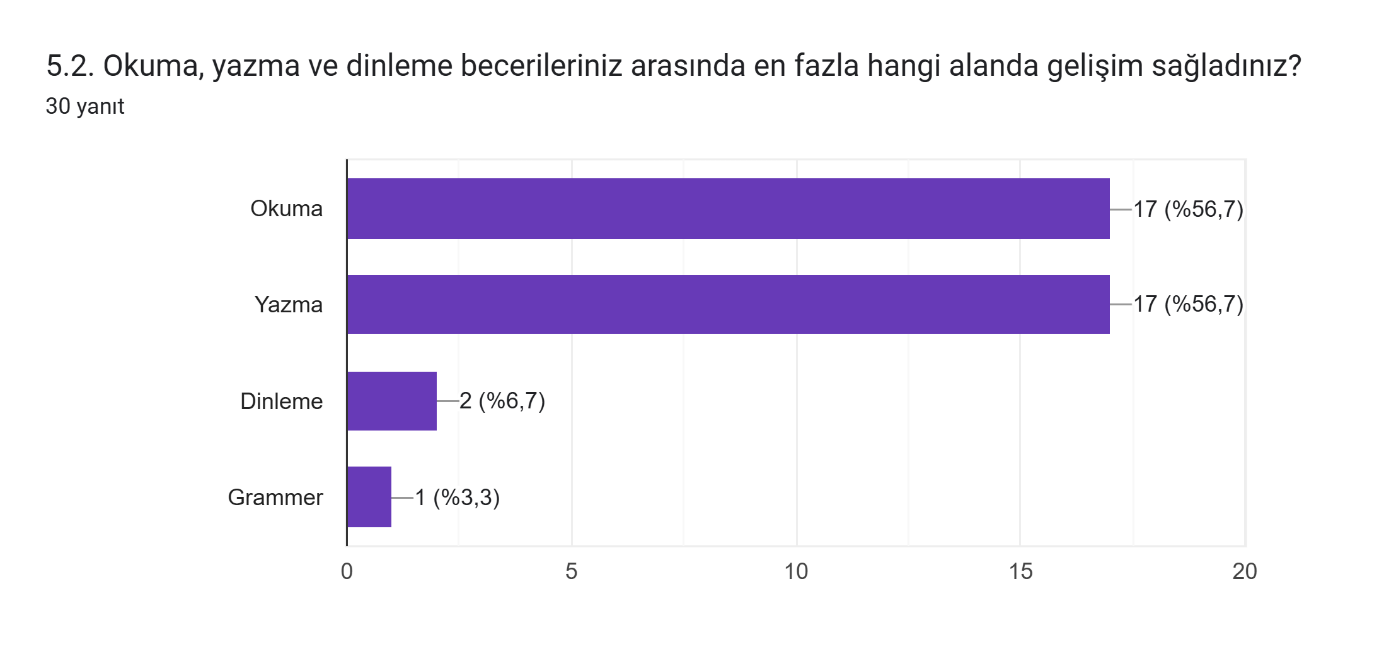 5.2. Okuma, yazma ve dinleme becerileriniz arasında en fazla hangi alanda gelişim sağladınız?
30 yanıt
Okuma 17 (%56,7)
Yazma 17 (%56,7)
Dinleme 2 (%6,7)
Grammer 1 (%3,3)
0 5 10 15 20